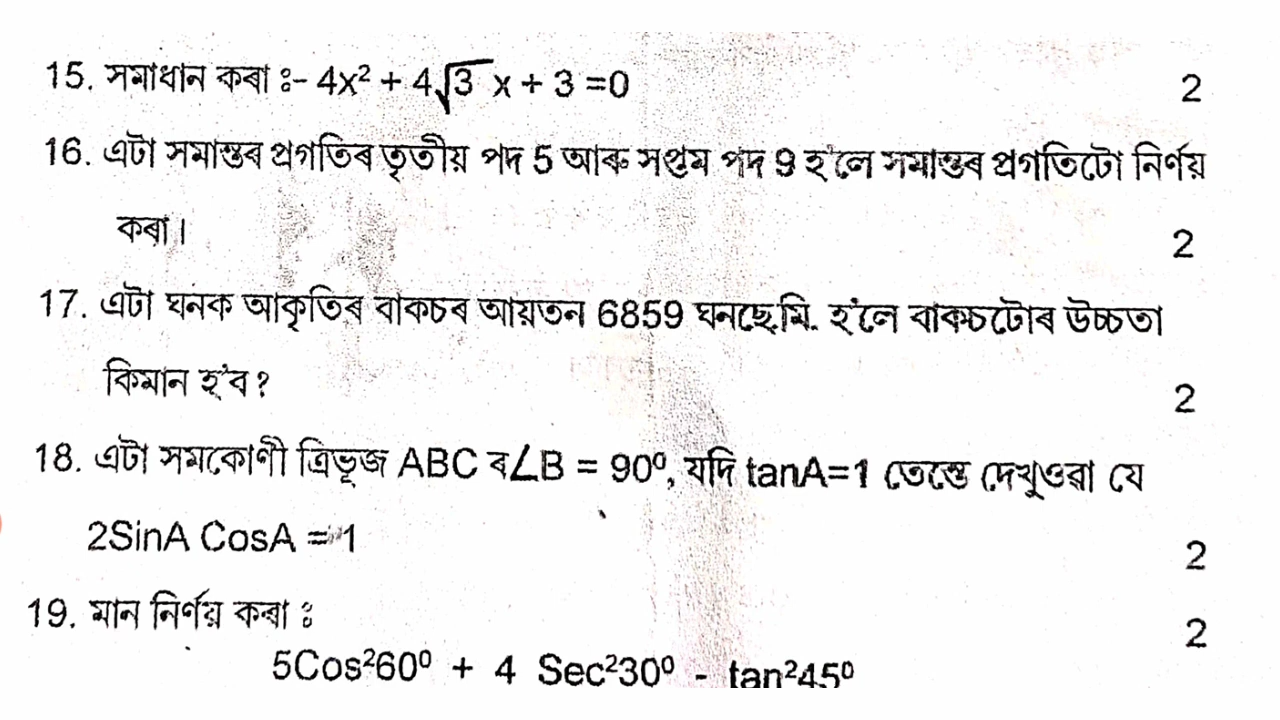 15. সমাধান কৰা ঃ- 4x² + 4√3 x + 3 =0 2
16. এটা সমান্তৰ প্ৰগতিৰ তৃতীয় পদ 5 আৰু সপ্তম পদ 9 হ'লে সমান্তৰ প্ৰগতিটো নিৰ্ণয়
কৰা। 2
17. এটা ঘনক আকৃতিৰ বাকচৰ আয়তন 6859 ঘনছে.মি. হ'লে বাকচটোৰ উচ্চতা
কিমান হ'ব ? 2
18. এটা সমকোণী ত্ৰিভূজ ABC ৰ∠B = 90⁰, যদি tanA=1 তেন্তে দেখুওৱা যে
2SinA CosA = 1 2
19. মান নিৰ্ণয় কৰা ঃ 2
5Cos²60⁰ + 4 Sec²30⁰ - tan²45⁰